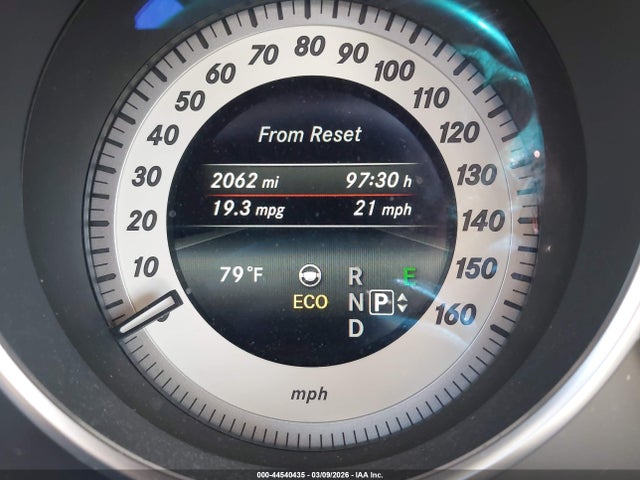 80
70 90
60 100
50 110
40 120
30 130
20 140
10 150
160
From Reset
2062 mi 97:30 h
19.3 mpg 21 mph
79°F R E
ECO N P
D
mph
000-44540435 - 03/09/2026 - IAA Inc.